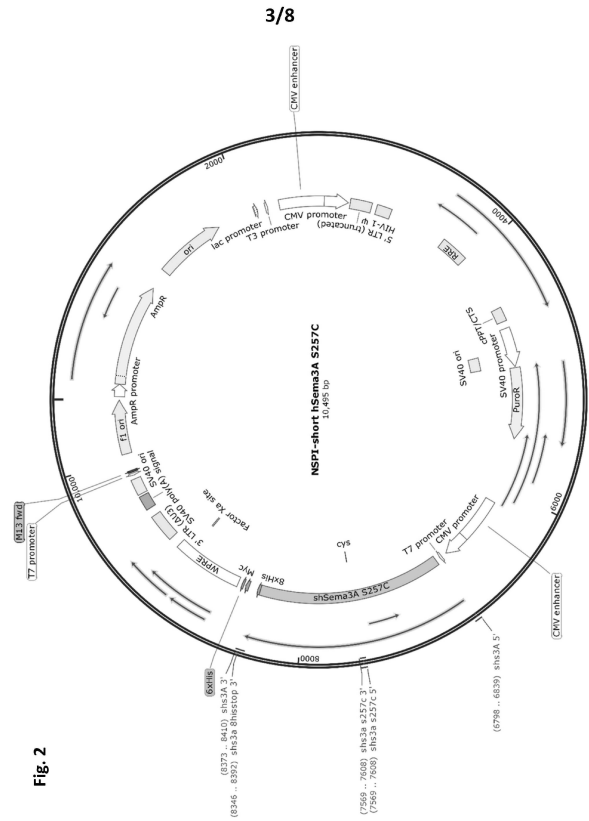 3/8
Fig. 2
NSPI-short hSema3A S257C
10,495 bp
2000
4000
6000
8000
10,000
CMV enhancer
CMV promoter
5' LTR (truncated)
HIV-1 Ψ
RRE
cPPT/CTS
SV40 ori
SV40 promoter
PuroR
CMV enhancer
CMV promoter
T7 promoter
(6798 .. 6839) shs3A 5'
cys
shSema3A S257C
(7569 .. 7608) shs3a s257c 3'
(7569 .. 7608) shs3a s257c 5'
8xHis
Myc
6xHis
(8373 .. 8410) shs3A 3'
(8346 .. 8392) shs3a 8hisstop 3'
Factor Xa site
WPRE
3' LTR (ΔU3)
SV40 poly(A) signal
SV40 ori
M13 fwd
T7 promoter
f1 ori
AmpR promoter
AmpR
ori
lac promoter
T3 promoter